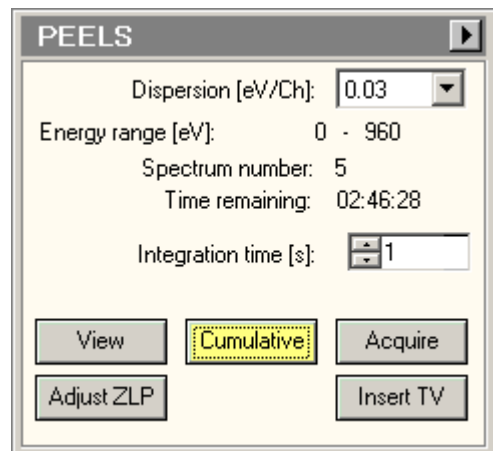 PEELS
Dispersion [eV/Ch]: 0.03
Energy range [eV]: 0 - 960
Spectrum number: 5
Time remaining: 02:46:28
Integration time [s]: 1
View Cumulative Acquire
Adjust ZLP Insert TV